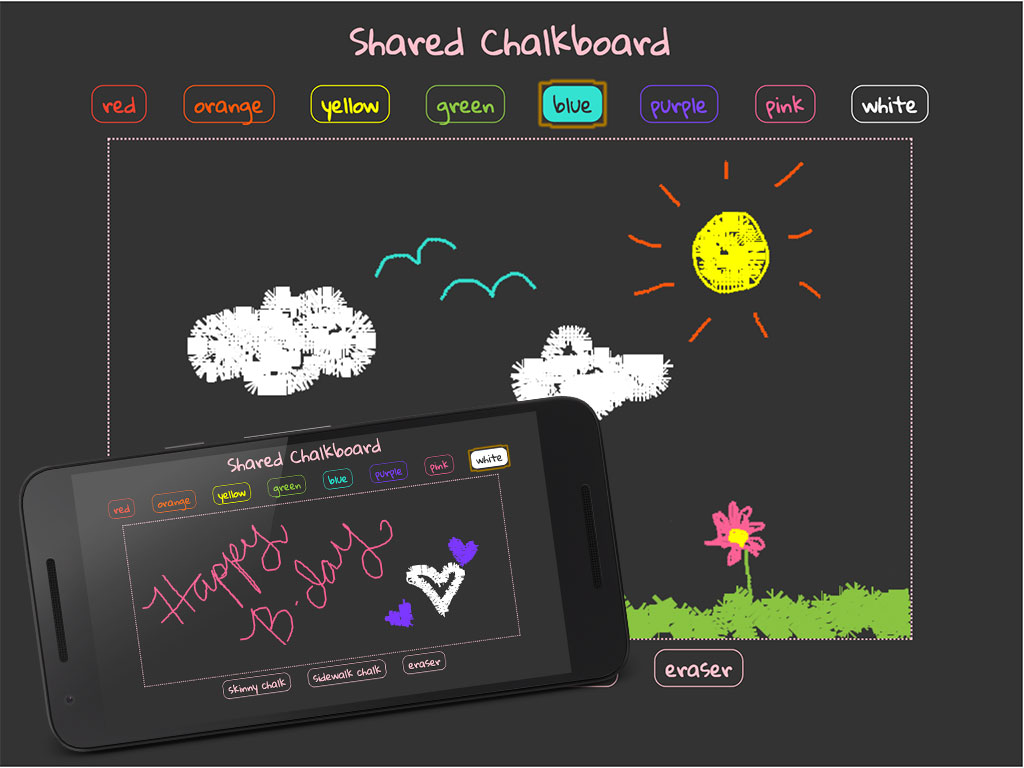 Shared Chalkboard
red orange yellow green blue purple pink white
eraser
Shared Chalkboard
red orange yellow green blue purple pink white
Happy
B-day
skinny chalk sidewalk chalk eraser